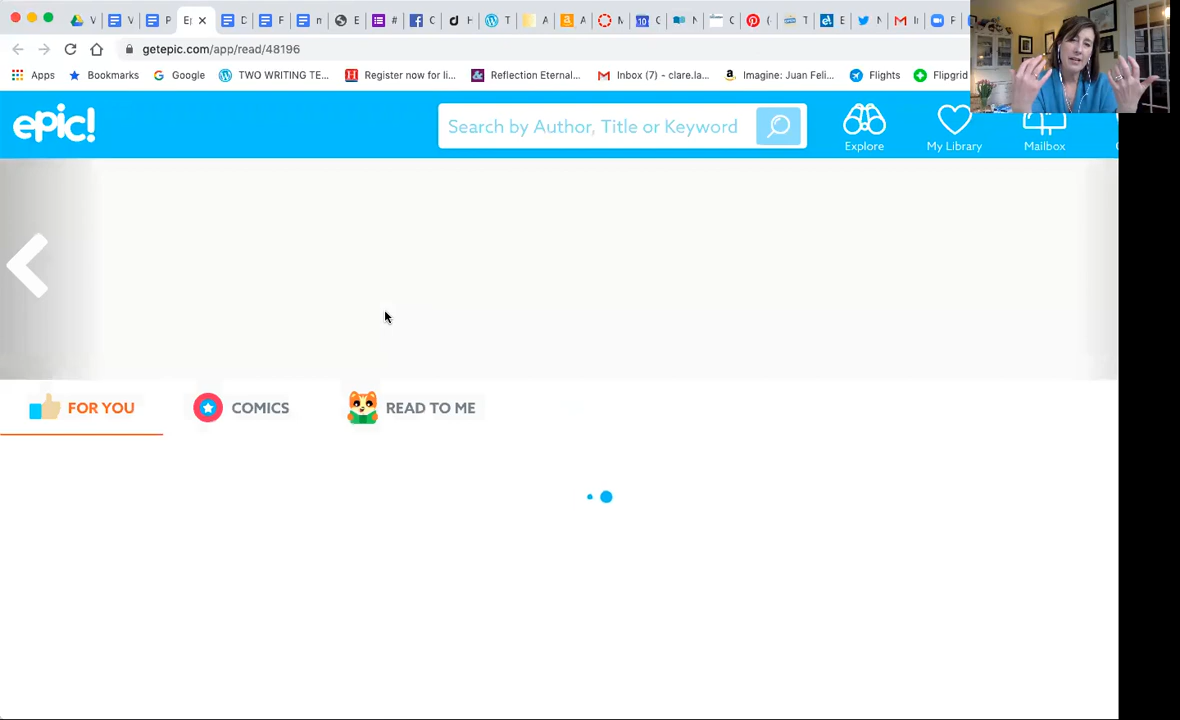 V P E × D F n E # C d H T A A M 10 C N C ( T E N Ir P
getepic.com/app/read/48196
Apps Bookmarks Google TWO WRITING TE... Register now for li... Reflection Eternal... Inbox (7) – clare.la... Imagine: Juan Feli... Flights Flipgrid
epic! Search by Author, Title or Keyword Explore My Library Mailbox
FOR YOU COMICS READ TO ME